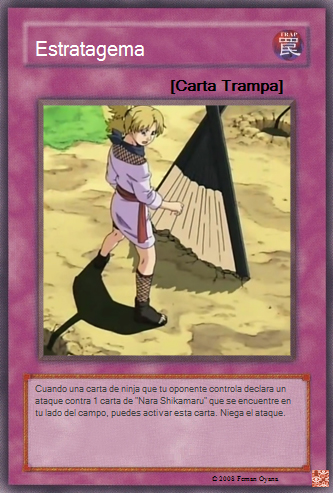 Estratagema
TRAP
罠
[Carta Trampa]
Cuando una carta de ninja que tu oponente controla declara un
ataque contra 1 carta de "Nara Shikamaru" que se encuentre en
tu lado del campo, puedes activar esta carta. Niega el ataque.
© 2008 Ferman Oyana